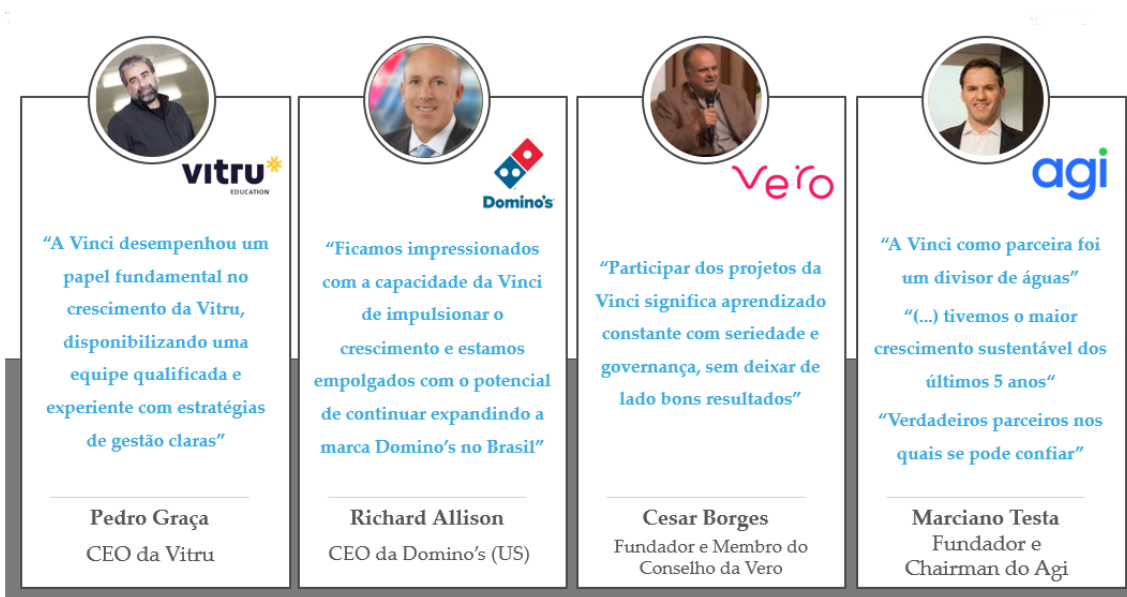 vitru
EDUCATION
“A Vinci desempenhou um
papel fundamental no
crescimento da Vitru,
disponibilizando uma
equipe qualificada e
experiente com estratégias
de gestão claras”
Pedro Graça
CEO da Vitru
Domino's
“Ficamos impressionados
com a capacidade da Vinci
de impulsionar o
crescimento e estamos
empolgados com o potencial
de continuar expandindo a
marca Domino’s no Brasil”
Richard Allison
CEO da Domino’s (US)
vero
“Participar dos projetos da
Vinci significa aprendizado
constante com seriedade e
governança, sem deixar de
lado bons resultados”
Cesar Borges
Fundador e Membro do
Conselho da Vero
agi
“A Vinci como parceira foi
um divisor de águas”
“(...) tivemos o maior
crescimento sustentável dos
últimos 5 anos“
“Verdadeiros parceiros nos
quais se pode confiar”
Marciano Testa
Fundador e
Chairman do Agi